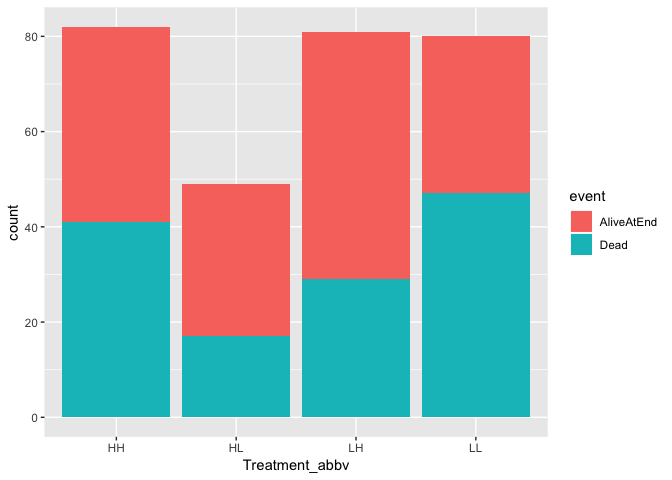 80
60
40
20
0
count
HH HL LH LL
Treatment_abbv
event
AliveAtEnd
Dead